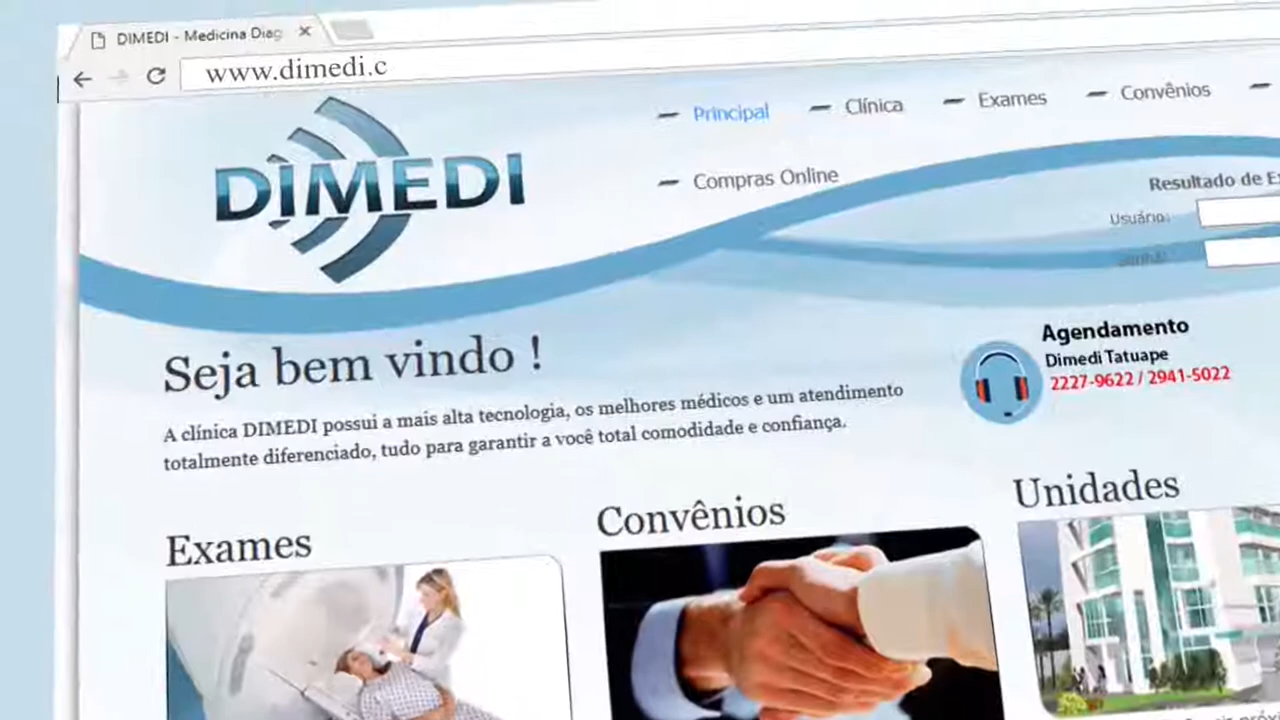 DIMEDI - Medicina Diag
www.dimedi.c
DIMEDI
Principal
Clínica
Exames
Convênios
Compras Online
Resultado de Ex
Usuário:
Seja bem vindo !
A clínica DIMEDI possui a mais alta tecnologia, os melhores médicos e um atendimento
totalmente diferenciado, tudo para garantir a você total comodidade e confiança.
Agendamento
Dimedi Tatuape
2227-9622 / 2941-5022
Exames
Convênios
Unidades